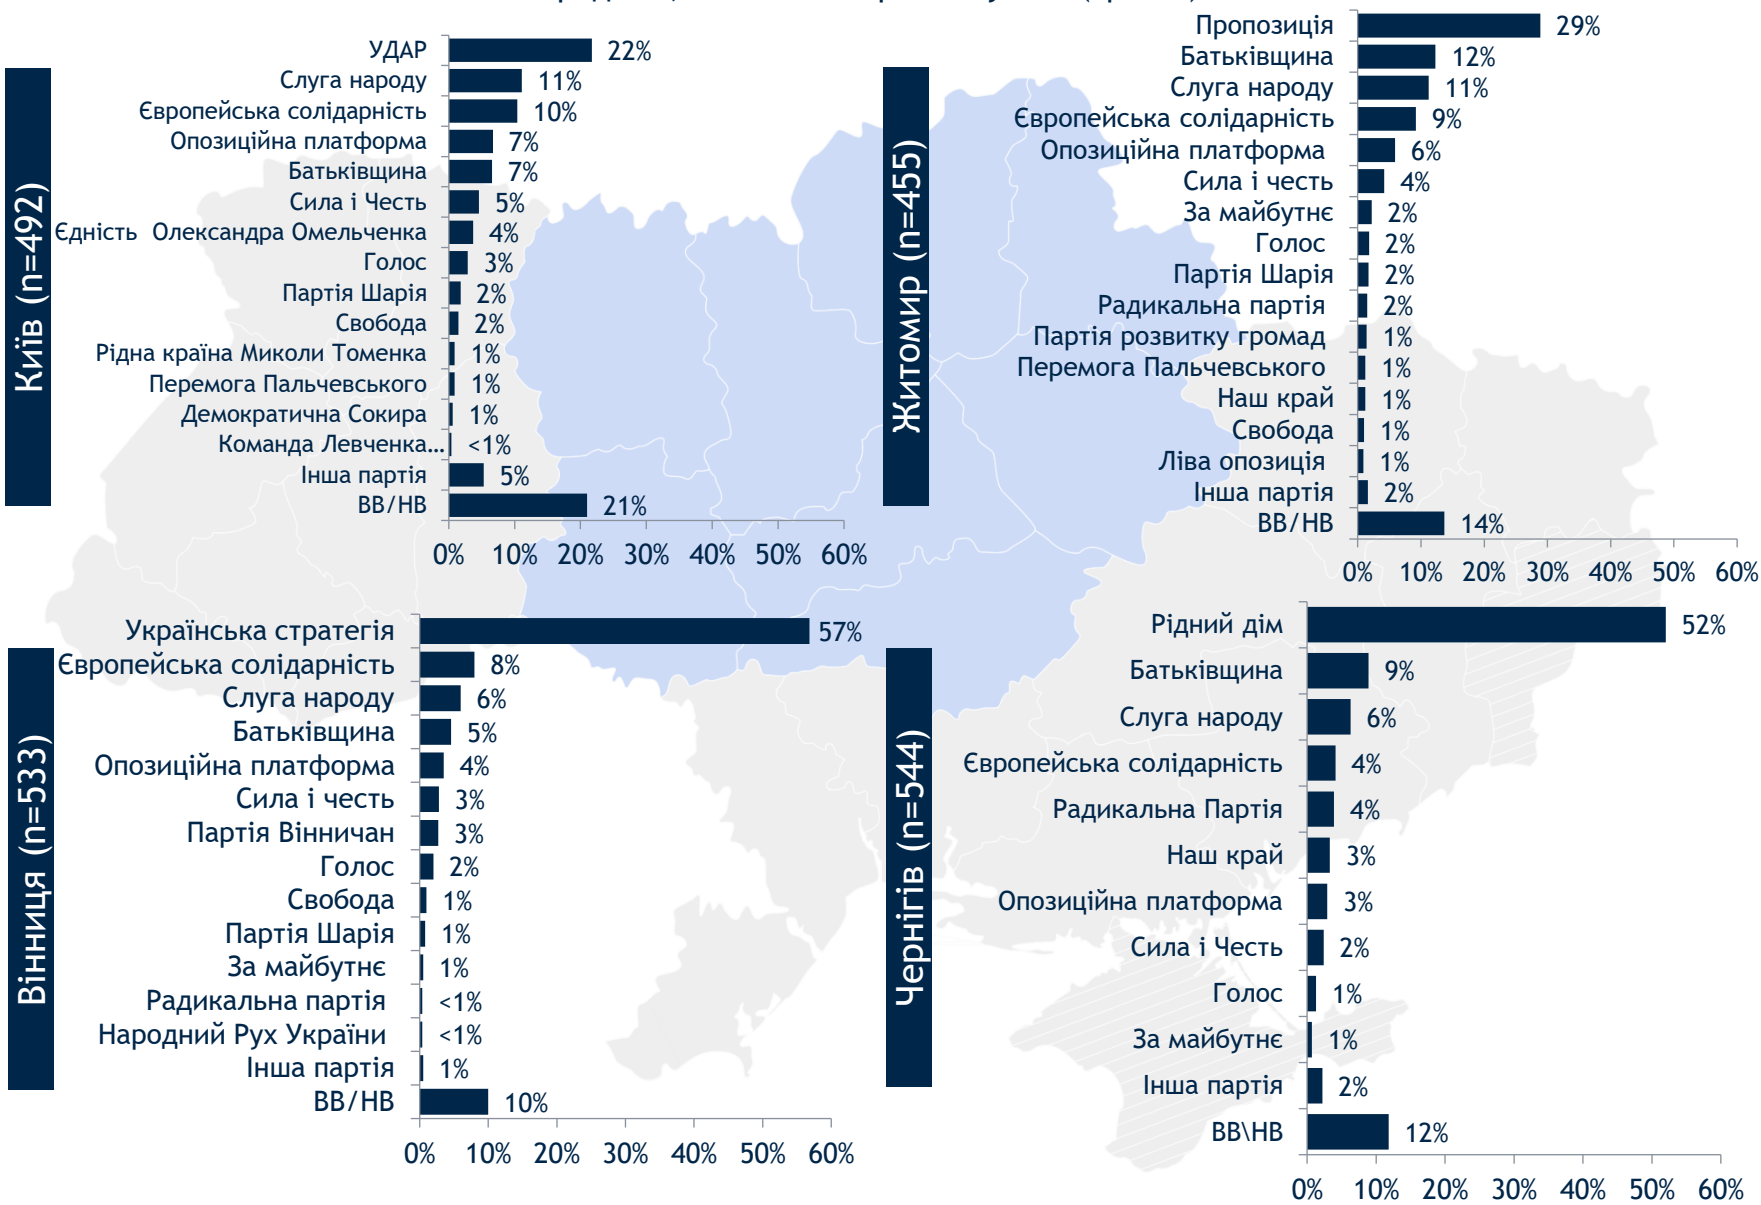 Київ (n=492)
УДАР 22%
Слуга народу 11%
Європейська солідарність 10%
Опозиційна платформа 7%
Батьківщина 7%
Сила і Честь 5%
Єдність Олександра Омельченка 4%
Голос 3%
Партія Шарія 2%
Свобода 2%
Рідна країна Миколи Томенка 1%
Перемога Пальчевського 1%
Демократична Сокира 1%
Команда Левченка… <1%
Інша партія 5%
ВВ/НВ 21%
0% 10% 20% 30% 40% 50% 60%
Житомир (n=455)
Пропозиція 29%
Батьківщина 12%
Слуга народу 11%
Європейська солідарність 9%
Опозиційна платформа 6%
Сила і честь 4%
За майбутнє 2%
Голос 2%
Партія Шарія 2%
Радикальна партія 2%
Партія розвитку громад 1%
Перемога Пальчевського 1%
Наш край 1%
Свобода 1%
Ліва опозиція 1%
Інша партія 2%
ВВ/НВ 14%
0% 10% 20% 30% 40% 50% 60%
Вінниця (n=533)
Українська стратегія 57%
Європейська солідарність 8%
Слуга народу 6%
Батьківщина 5%
Опозиційна платформа 4%
Сила і честь 3%
Партія Вінничан 3%
Голос 2%
Свобода 1%
Партія Шарія 1%
За майбутнє 1%
Радикальна партія <1%
Народний Рух України <1%
Інша партія 1%
ВВ/НВ 10%
0% 10% 20% 30% 40% 50% 60%
Чернігів (n=544)
Рідний дім 52%
Батьківщина 9%
Слуга народу 6%
Європейська солідарність 4%
Радикальна Партія 4%
Наш край 3%
Опозиційна платформа 3%
Сила і Честь 2%
Голос 1%
За майбутнє 1%
Інша партія 2%
ВВ\НВ 12%
0% 10% 20% 30% 40% 50% 60%